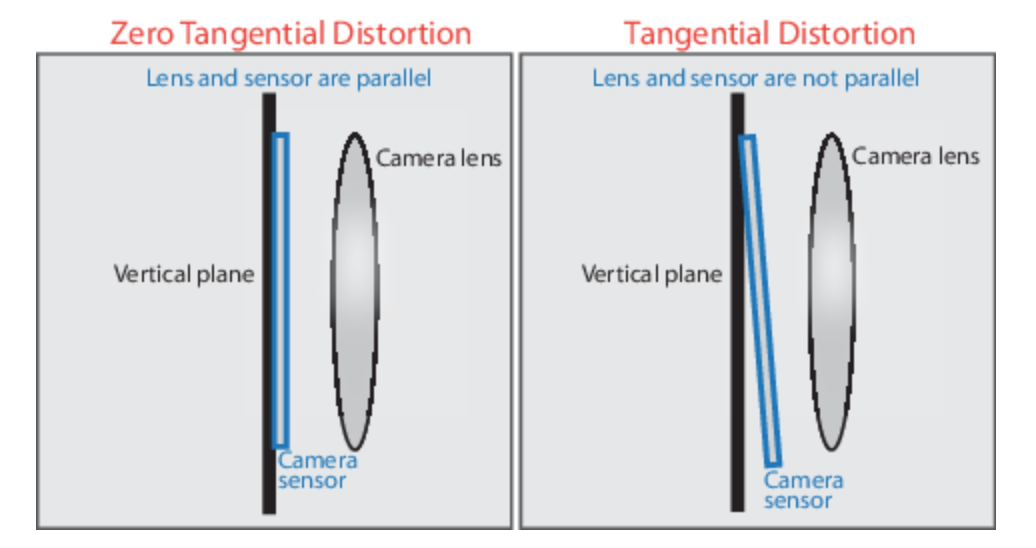 Zero Tangential Distortion
Lens and sensor are parallel
Camera lens
Vertical plane
Camera
sensor
Tangential Distortion
Lens and sensor are not parallel
Camera lens
Vertical plane
Camera
sensor